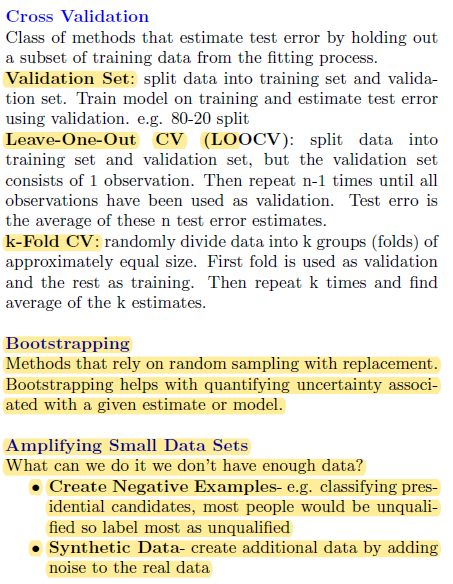 Cross Validation
Class of methods that estimate test error by holding out
a subset of training data from the fitting process.
Validation Set: split data into training set and valida-
tion set. Train model on training and estimate test error
using validation. e.g. 80-20 split
Leave-One-Out CV (LOOCV): split data into
training set and validation set, but the validation set
consists of 1 observation. Then repeat n-1 times until all
observations have been used as validation. Test erro is
the average of these n test error estimates.
k-Fold CV: randomly divide data into k groups (folds) of
approximately equal size. First fold is used as validation
and the rest as training. Then repeat k times and find
average of the k estimates.
Bootstrapping
Methods that rely on random sampling with replacement.
Bootstrapping helps with quantifying uncertainty associ-
ated with a given estimate or model.
Amplifying Small Data Sets
What can we do it we don't have enough data?
• Create Negative Examples- e.g. classifying pres-
idential candidates, most people would be unquali-
fied so label most as unqualified
• Synthetic Data- create additional data by adding
noise to the real data